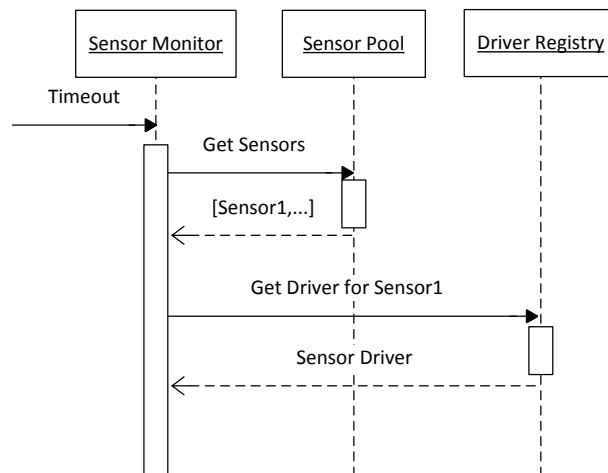 Sensor Monitor
Sensor Pool
Driver Registry
Timeout
Get Sensors
[Sensor1,...]
Get Driver for Sensor1
Sensor Driver